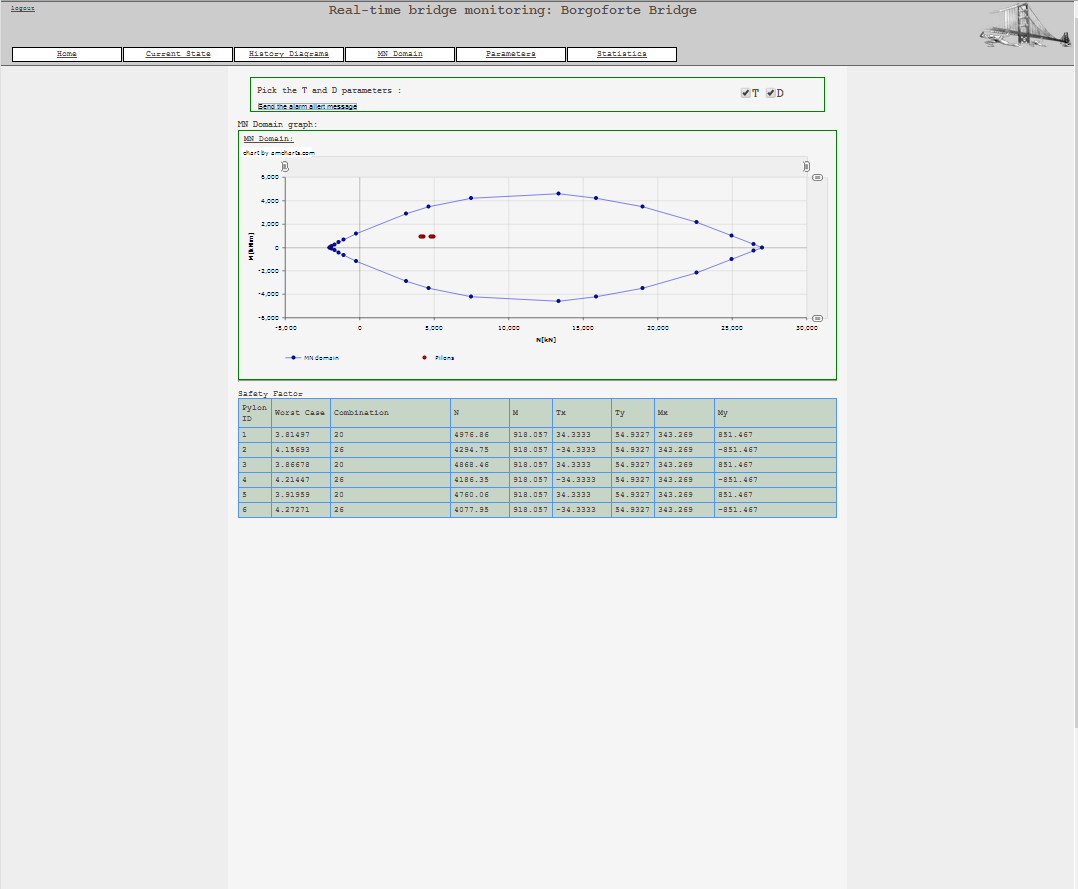 logout
Real-time bridge monitoring: Borgoforte Bridge
Home Current State History Diagrams MN Domain Parameters Statistics
Pick the T and D parameters :
T D
Send the alarm allert message
MN Domain graph:
MN Domain:
chart by amcharts.com
6,000
4,000
2,000
0
-2,000
-4,000
-6,000
M[kNm]
-5,000 0 5,000 10,000 15,000 20,000 25,000 30,000
N[kN]
MN domain Pilons
Safety Factor
Pylon ID Worst Case Combination N M Tx Ty Mx My
1 3.81497 20 4976.86 918.057 34.3333 54.9327 343.269 851.467
2 4.15693 26 4294.75 918.057 -34.3333 54.9327 343.269 -851.467
3 3.86678 20 4868.46 918.057 34.3333 54.9327 343.269 851.467
4 4.21447 26 4186.35 918.057 -34.3333 54.9327 343.269 -851.467
5 3.91959 20 4760.06 918.057 34.3333 54.9327 343.269 851.467
6 4.27271 26 4077.95 918.057 -34.3333 54.9327 343.269 -851.467